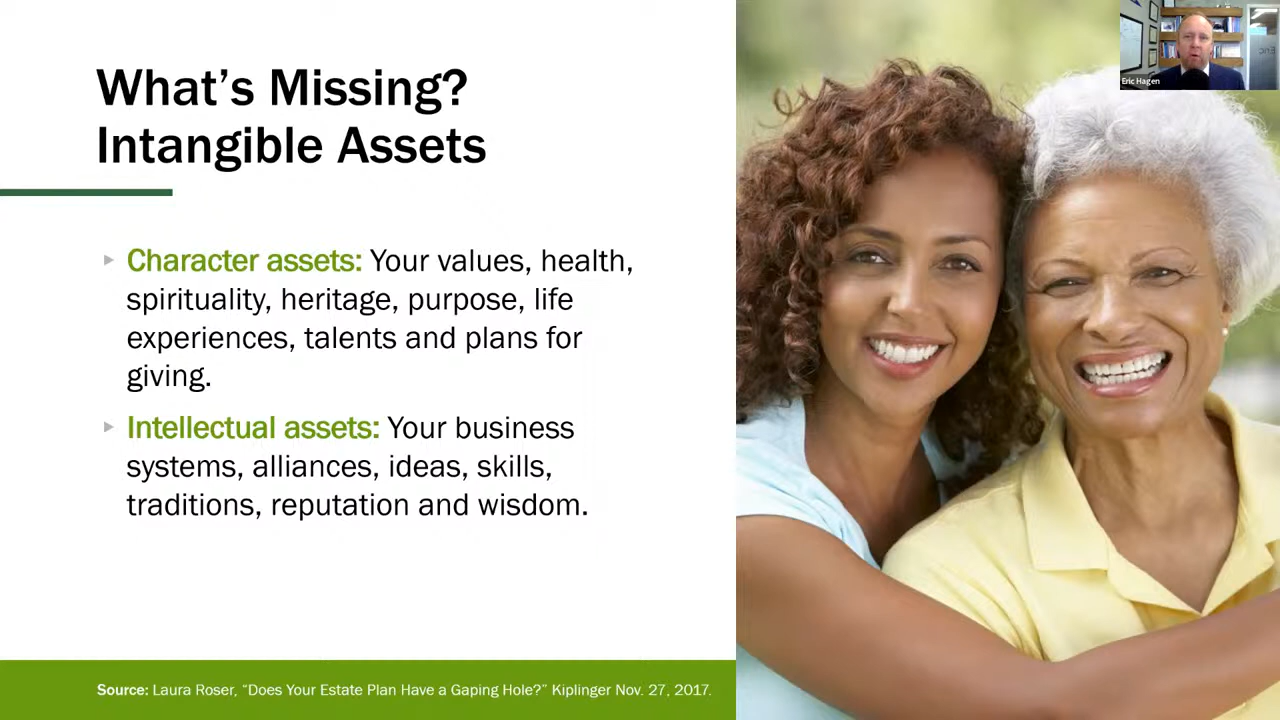 What's Missing?
Intangible Assets
Character assets: Your values, health,
spirituality, heritage, purpose, life
experiences, talents and plans for
giving.
Intellectual assets: Your business
systems, alliances, ideas, skills,
traditions, reputation and wisdom.
Source: Laura Roser, “Does Your Estate Plan Have a Gaping Hole?” Kiplinger Nov. 27, 2017.
Eric Hagen